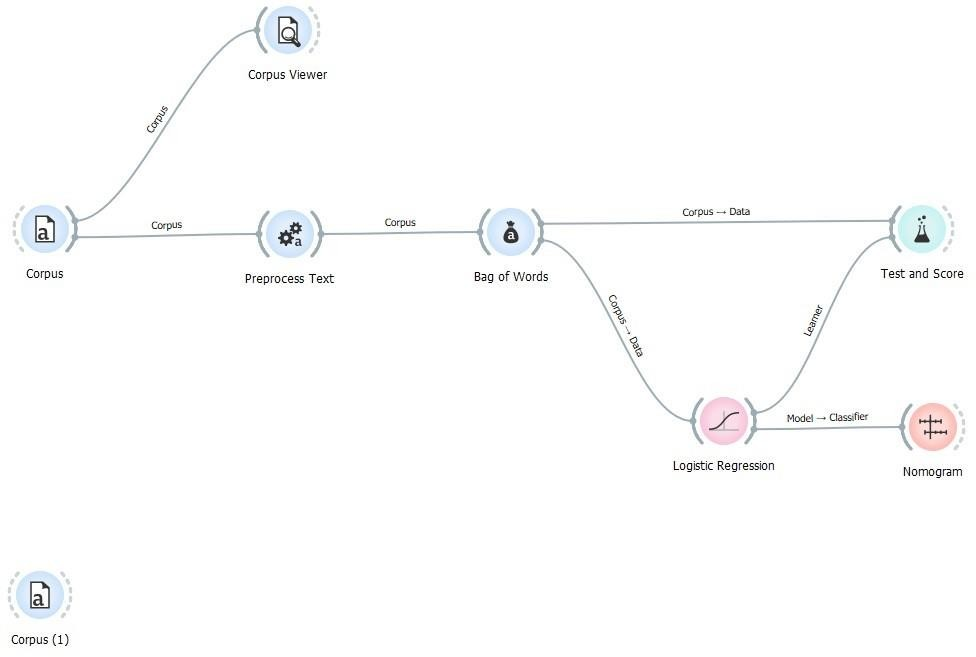 Corpus Viewer
Corpus
Corpus
Corpus
Corpus → Data
Corpus
Preprocess Text
Bag of Words
Test and Score
Corpus → Data
Learner
Model → Classifier
Logistic Regression
Nomogram
Corpus (1)